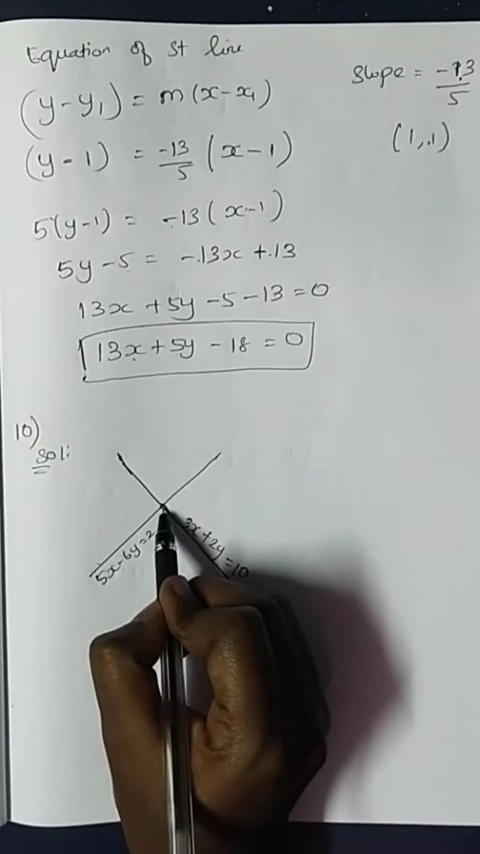 Equation of St line
Slope = -13/5
(y - y₁) = m(x - x₁)
(1, 1)
(y - 1) = -13/5 (x - 1)
5(y - 1) = -13(x - 1)
5y - 5 = -13x + 13
13x + 5y - 5 - 13 = 0
13x + 5y - 18 = 0
10)
Sol:
5x - 6y = 2
3x + 2y = 10